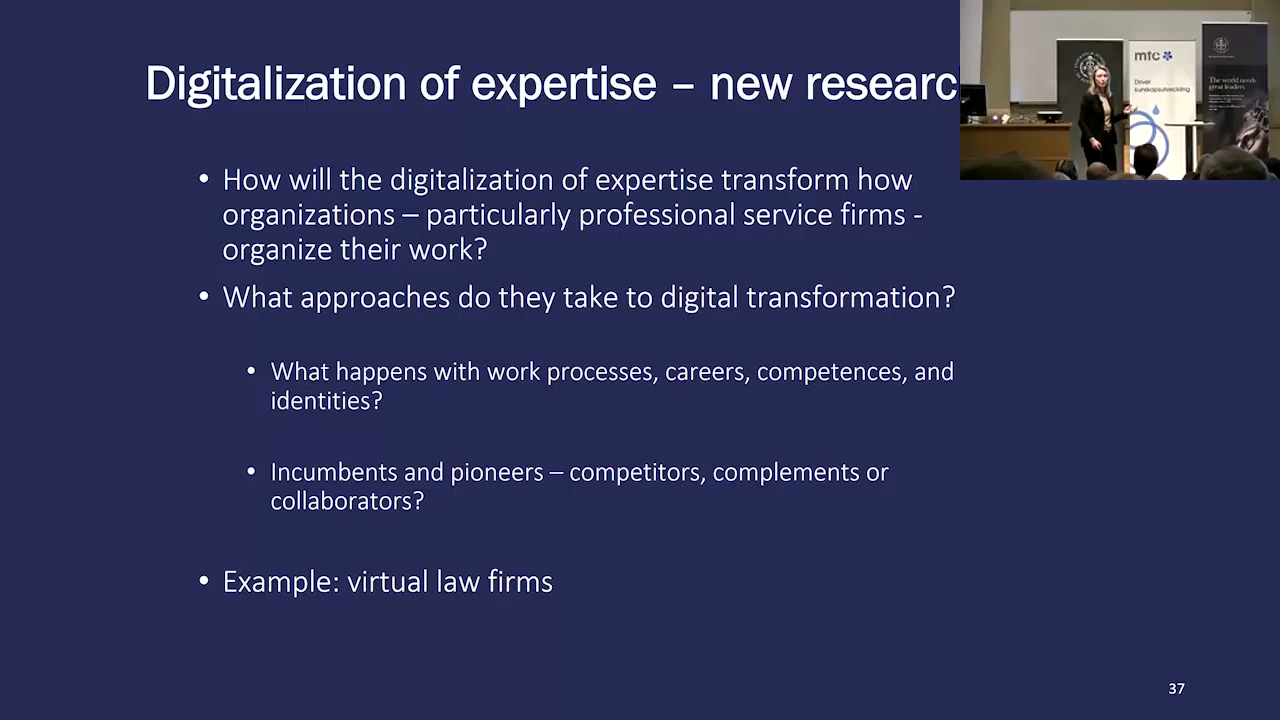 Digitalization of expertise – new researc
• How will the digitalization of expertise transform how
organizations – particularly professional service firms -
organize their work?
• What approaches do they take to digital transformation?
• What happens with work processes, careers, competences, and
identities?
• Incumbents and pioneers – competitors, complements or
collaborators?
• Example: virtual law firms
37
mtc
Driver
kunskapsutveckling
The world needs
great leaders